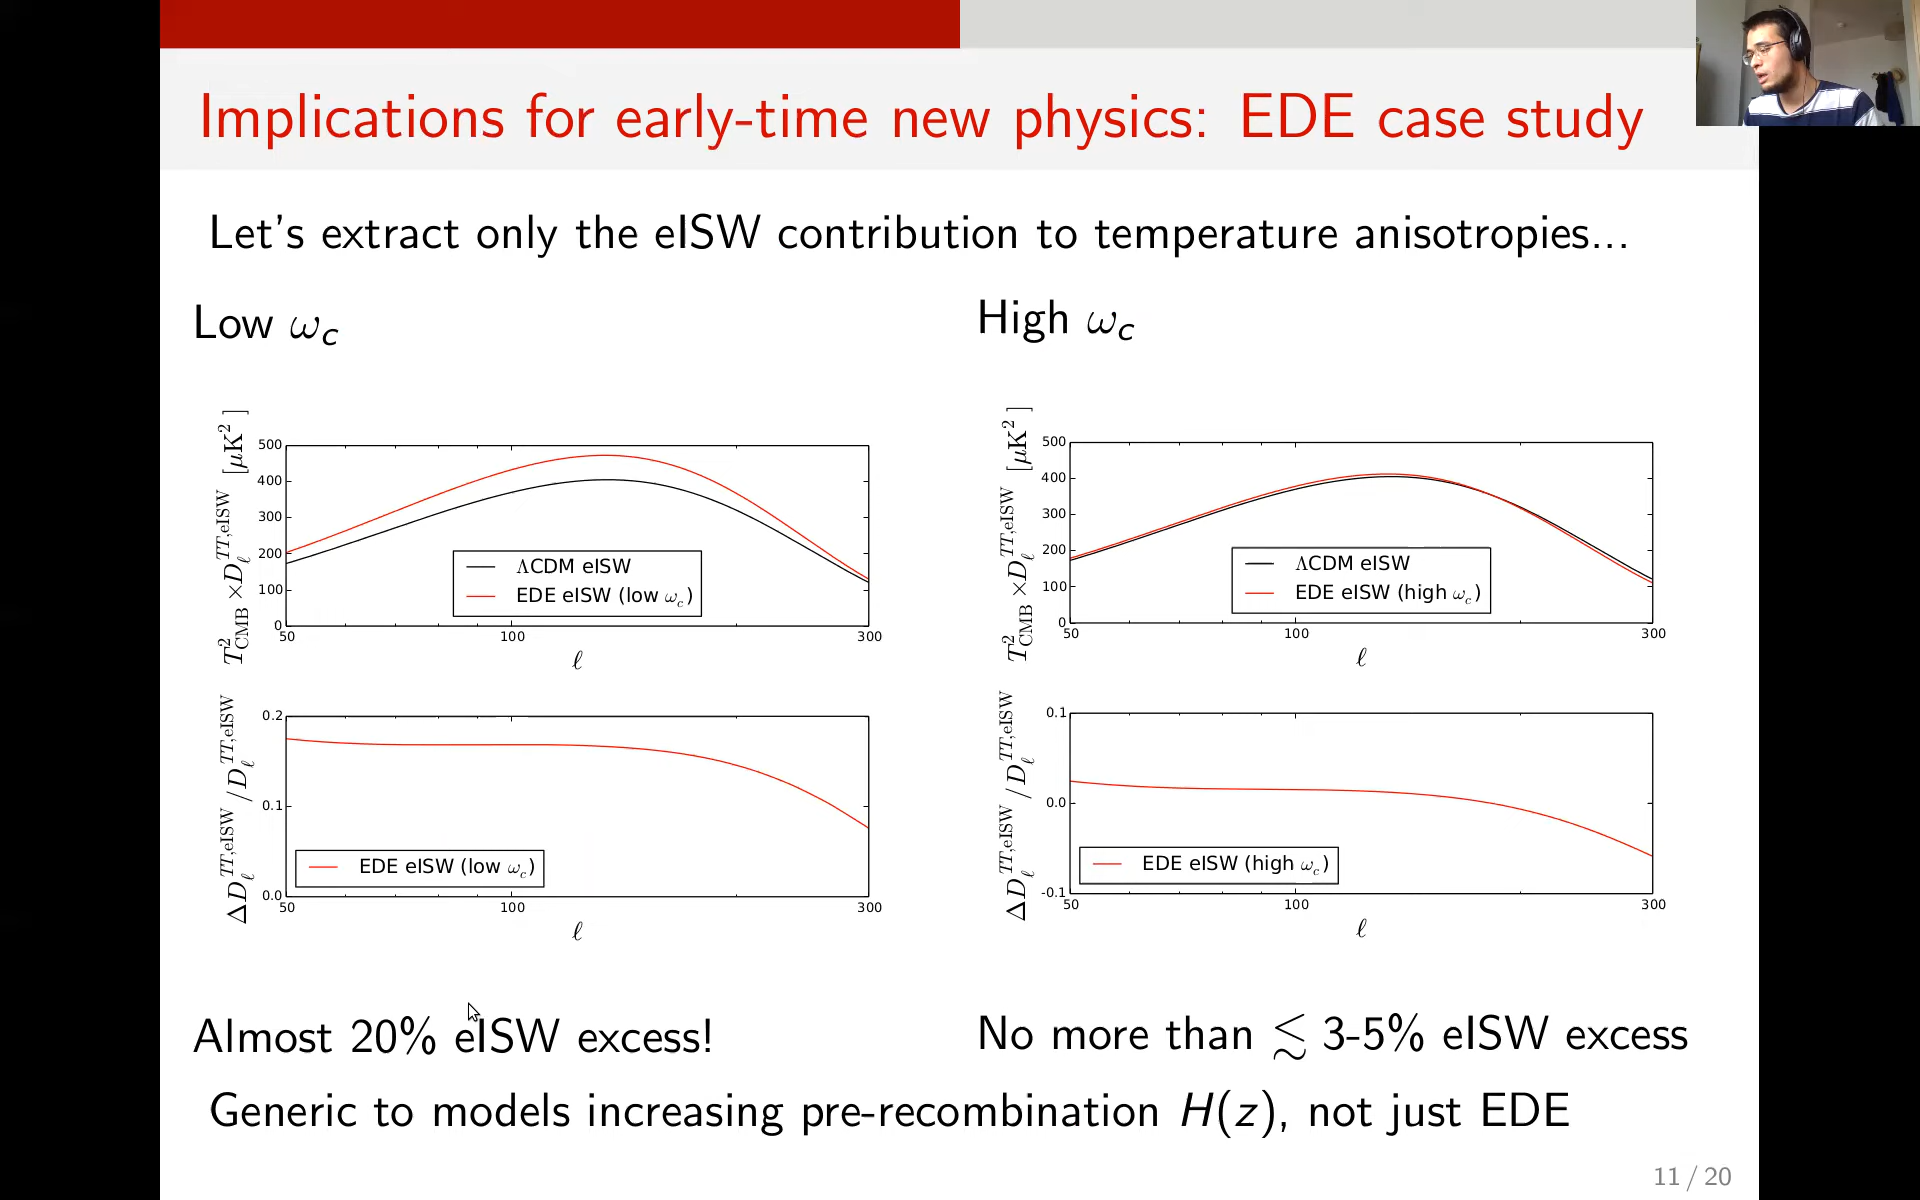 Implications for early-time new physics: EDE case study
Let's extract only the eISW contribution to temperature anisotropies...
Low ω_c
High ω_c
T²_CMB × D_ℓ^{TT,eISW} [μK²]
500
400
300
200
100
0
ΛCDM eISW
EDE eISW (low ω_c)
50 100 300
ℓ
T²_CMB × D_ℓ^{TT,eISW} [μK²]
500
400
300
200
100
0
ΛCDM eISW
EDE eISW (high ω_c)
50 100 300
ℓ
ΔD_ℓ^{TT,eISW} / D_ℓ^{TT,eISW}
0.2
0.1
0.0
EDE eISW (low ω_c)
50 100 300
ℓ
ΔD_ℓ^{TT,eISW} / D_ℓ^{TT,eISW}
0.1
0.0
-0.1
EDE eISW (high ω_c)
50 100 300
ℓ
Almost 20% eISW excess!
No more than ≲ 3-5% eISW excess
Generic to models increasing pre-recombination H(z), not just EDE
11 / 20